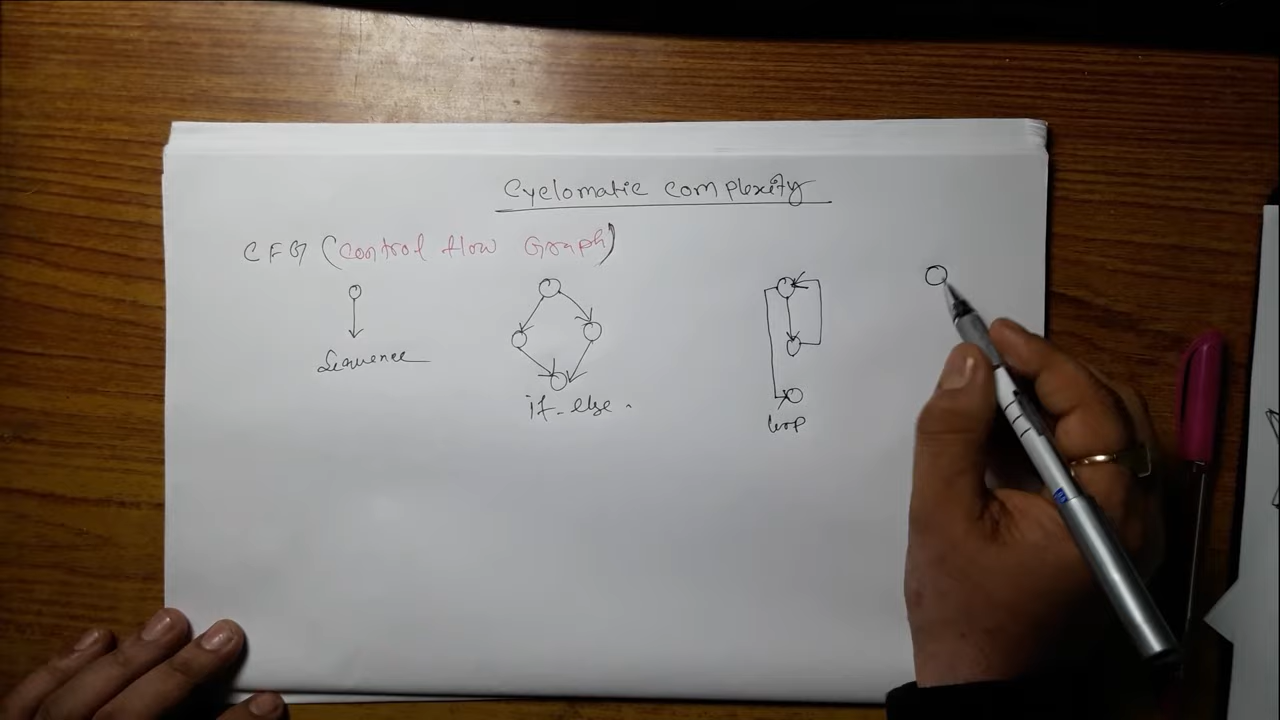 Cyclomatic complexity
CFG (Control flow Graph)
Sequence
if-else.
loop